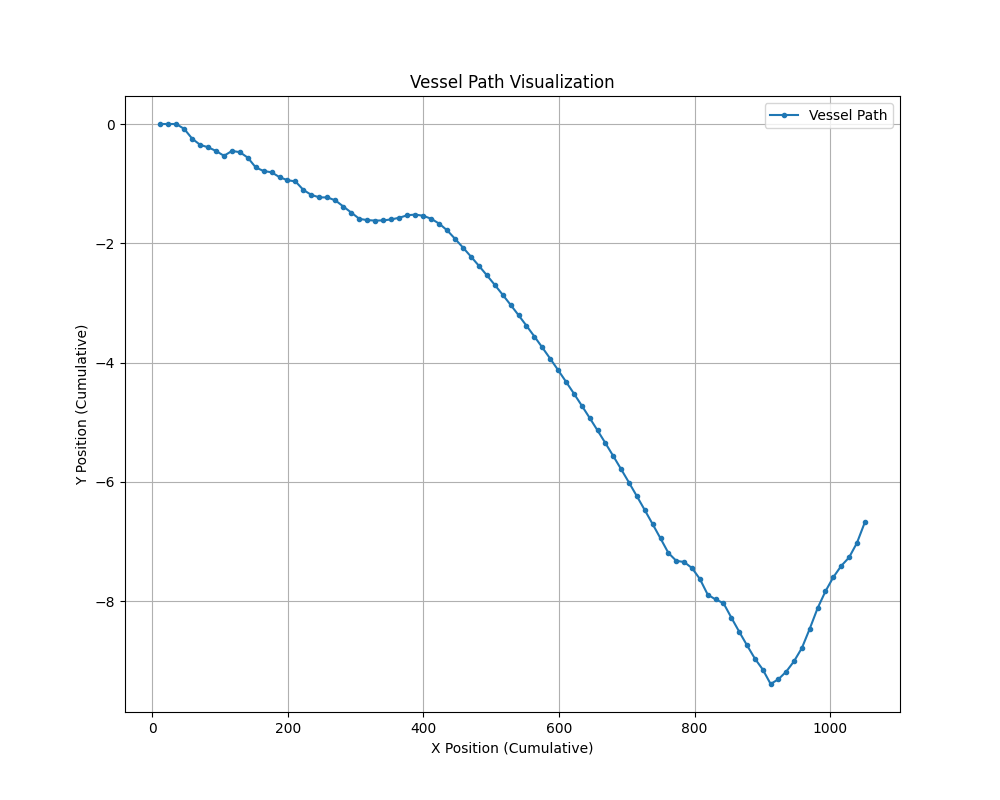 Vessel Path Visualization
Vessel Path
Y Position (Cumulative)
0
−2
−4
−6
−8
0 200 400 600 800 1000
X Position (Cumulative)